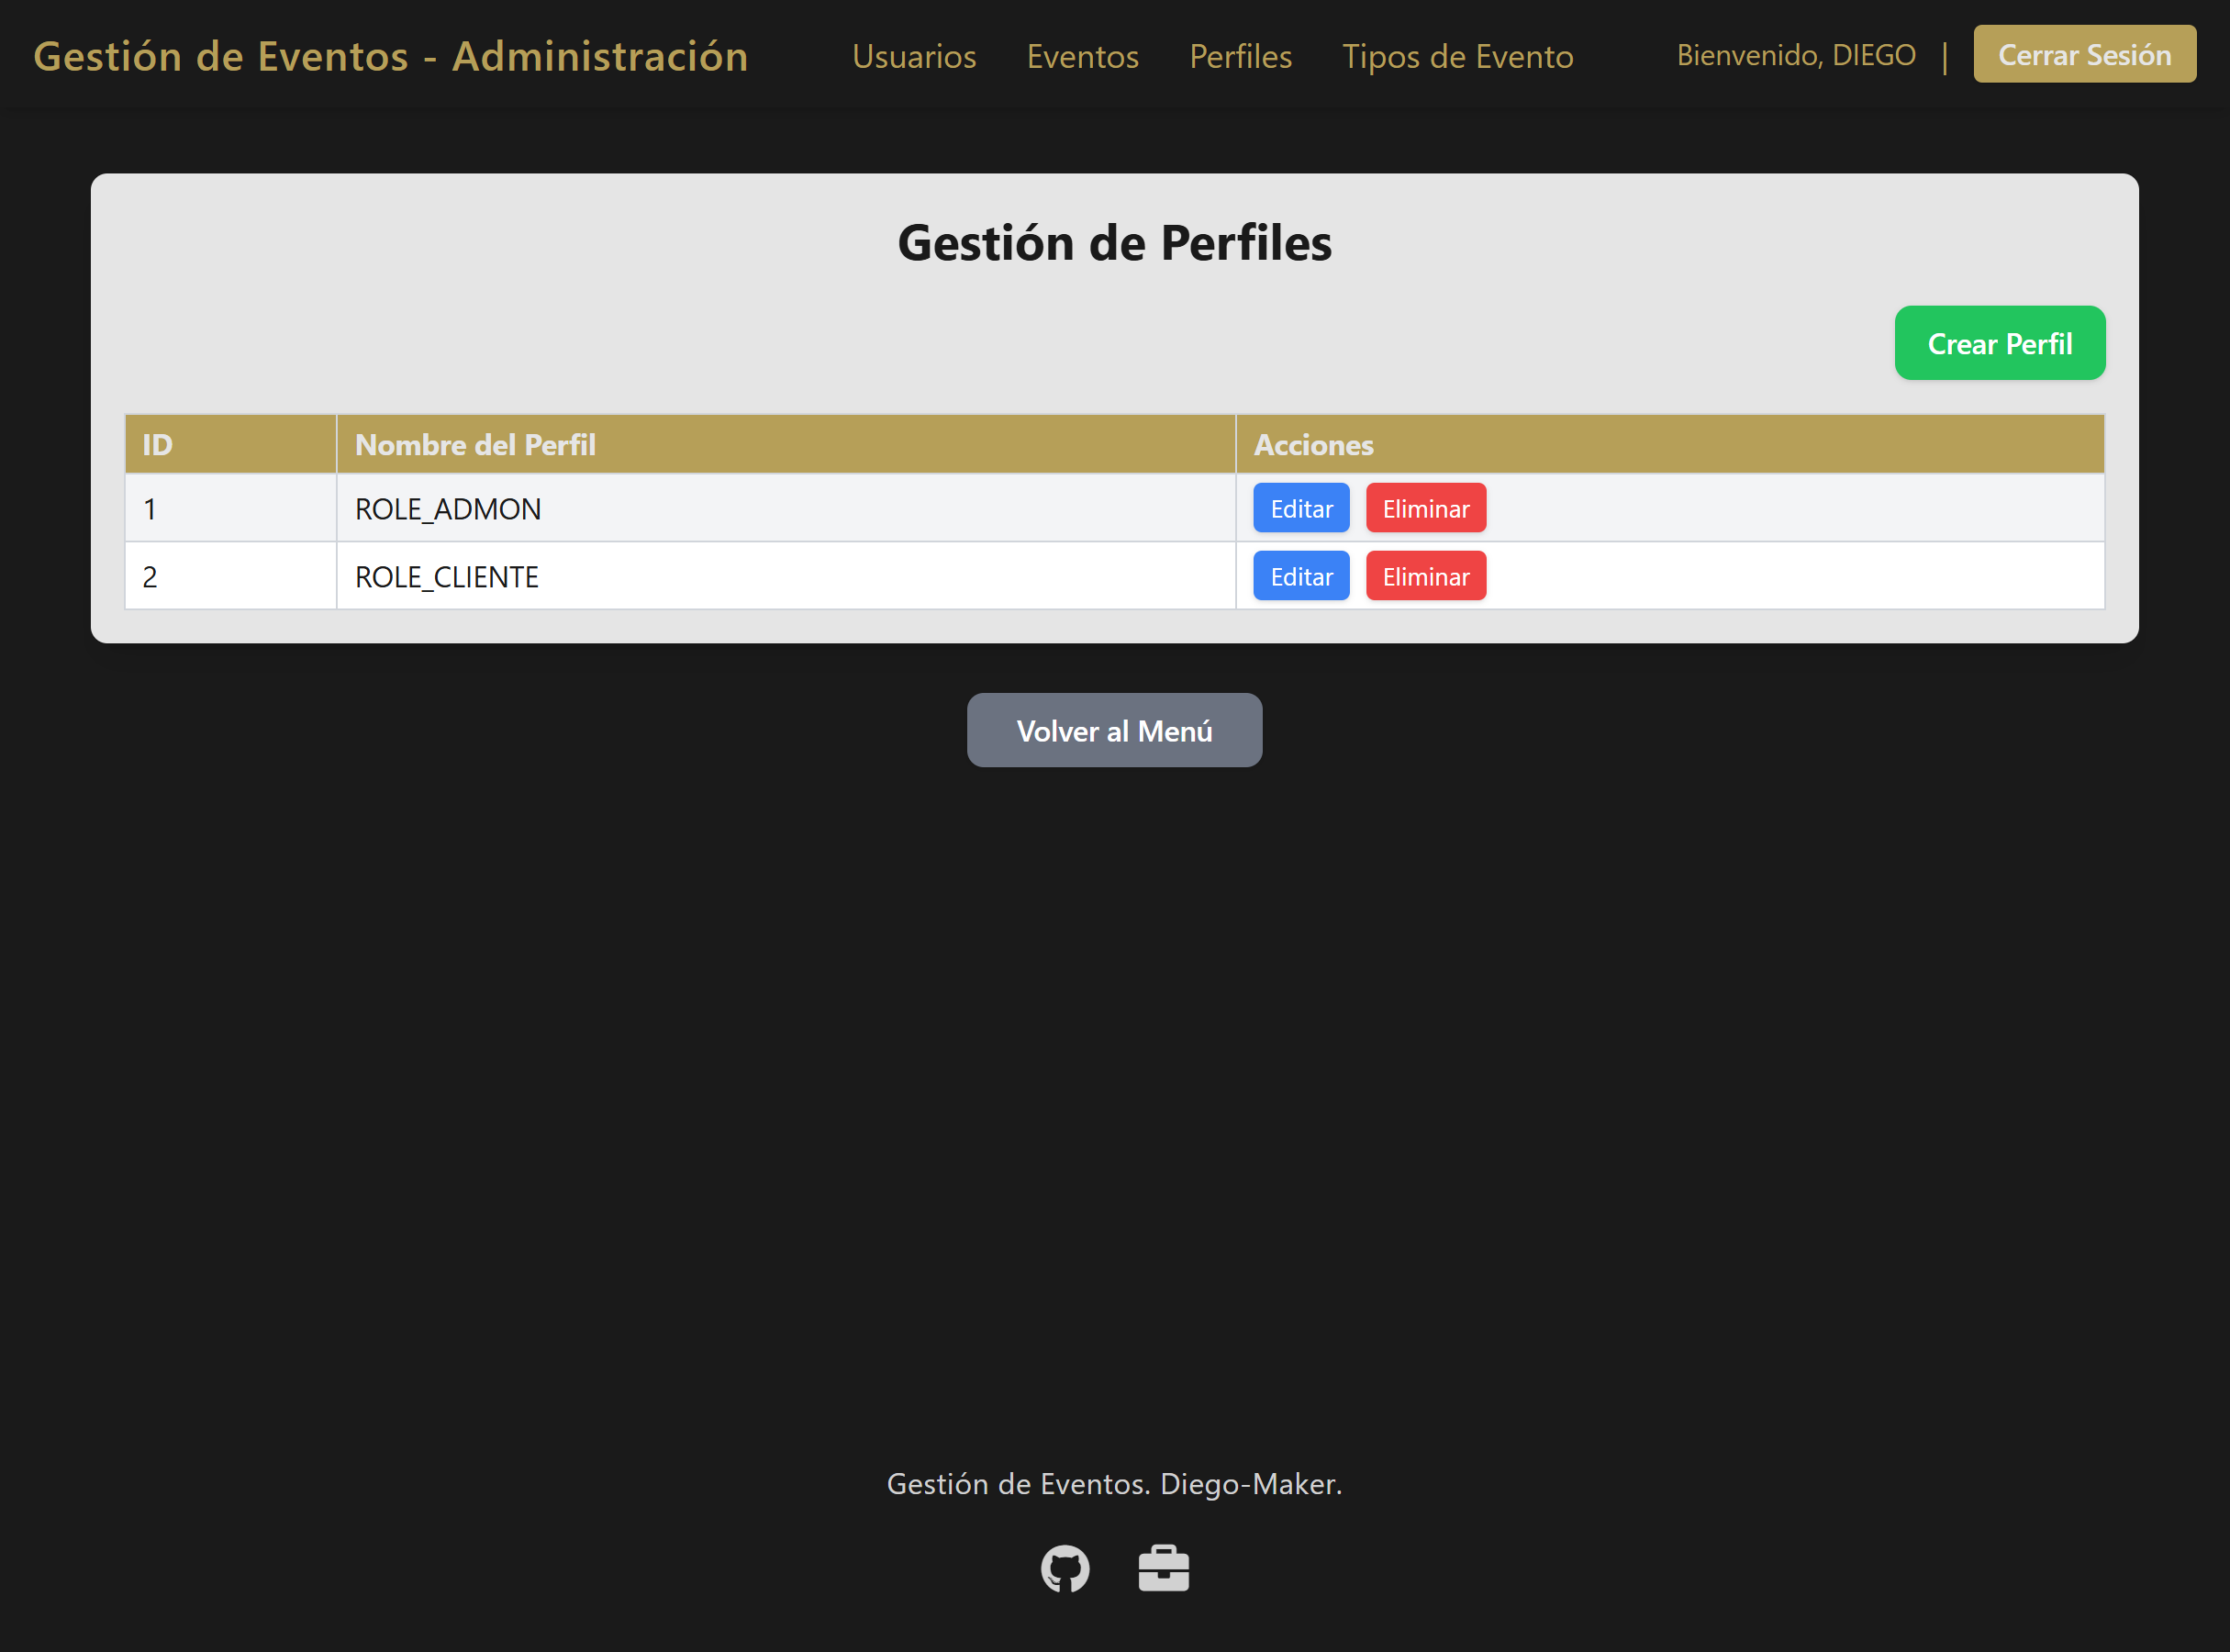 Gestión de Eventos - Administración Usuarios Eventos Perfiles Tipos de Evento Bienvenido, DIEGO | Cerrar Sesión
Gestión de Perfiles
Crear Perfil
ID Nombre del Perfil Acciones
1 ROLE_ADMON Editar Eliminar
2 ROLE_CLIENTE Editar Eliminar
Volver al Menú
Gestión de Eventos. Diego-Maker.